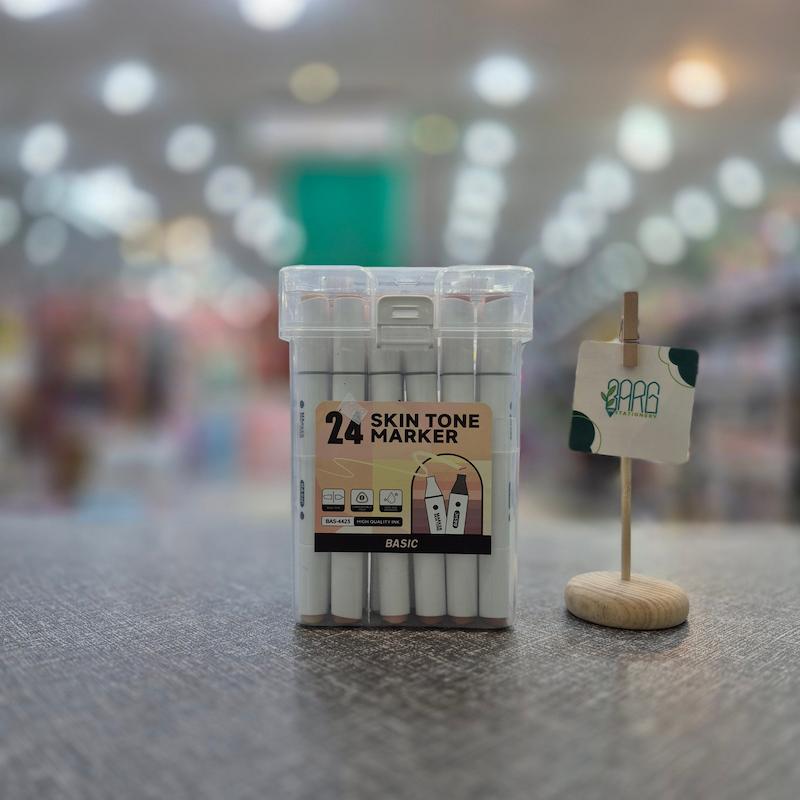 24 SKIN TONE
MARKER
BAS-4425 HIGH QUALITY INK
BASIC
BARG
STATIONERY